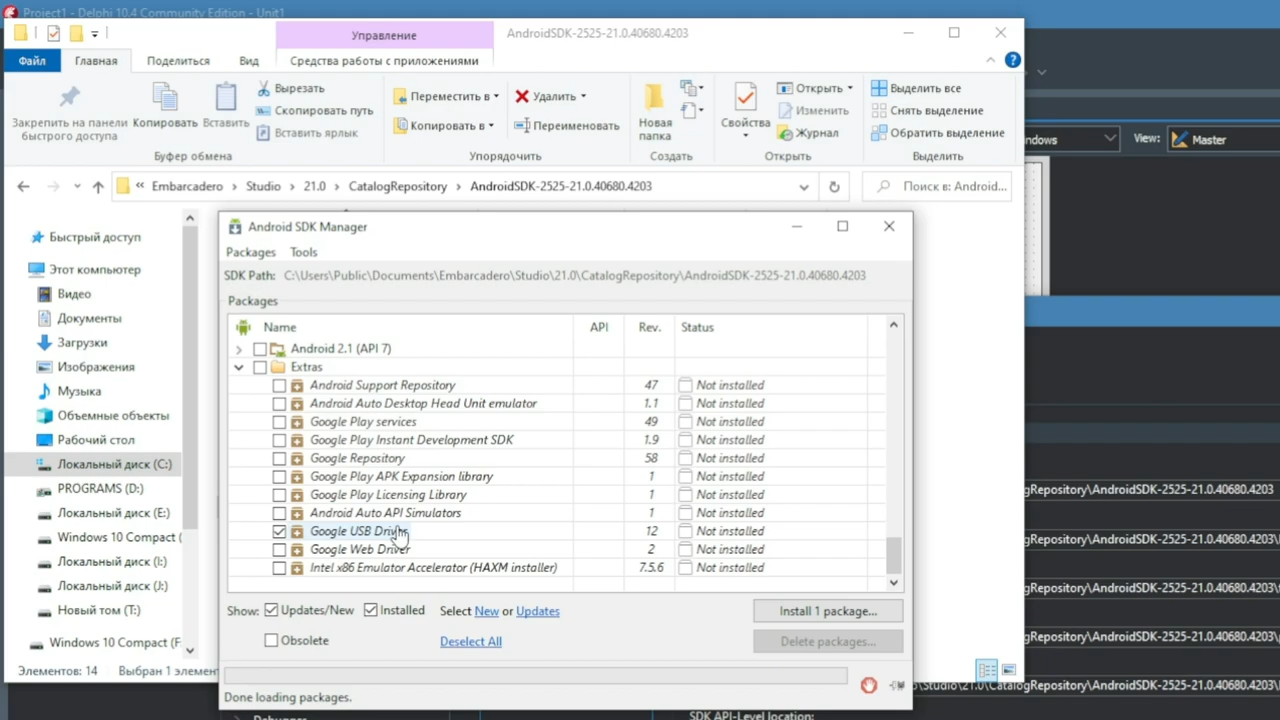 Project1 - Delphi 10.4 Community Edition - Unit1
Управление
AndroidSDK-2525-21.0.40680.4203
Файл
Главная
Поделиться
Вид
Средства работы с приложениями
Закрепить на панели
быстрого доступа
Копировать
Вставить
Вырезать
Скопировать путь
Вставить ярлык
Буфер обмена
Переместить в
Копировать в
Удалить
Переименовать
Упорядочить
Новая
папка
Создать
Свойства
Открыть
Изменить
Журнал
Открыть
Выделить все
Снять выделение
Обратить выделение
Выделить
ndows
View:
Master
« Embarcadero > Studio > 21.0 > CatalogRepository > AndroidSDK-2525-21.0.40680.4203
Поиск в: Android...
Быстрый доступ
Этот компьютер
Видео
Документы
Загрузки
Изображения
Музыка
Объемные объекты
Рабочий стол
Локальный диск (C:)
PROGRAMS (D:)
Локальный диск (E:)
Windows 10 Compact (
Локальный диск (I:)
Локальный диск (J:)
Новый том (T:)
Windows 10 Compact (F
Элементов: 14
Выбран 1 элемент
Android SDK Manager
Packages Tools
SDK Path: C:\Users\Public\Documents\Embarcadero\Studio\21.0\CatalogRepository\AndroidSDK-2525-21.0.40680.4203
Packages
Name API Rev. Status
Android 2.1 (API 7)
Extras
Android Support Repository 47 Not installed
Android Auto Desktop Head Unit emulator 1.1 Not installed
Google Play services 49 Not installed
Google Play Instant Development SDK 1.9 Not installed
Google Repository 58 Not installed
Google Play APK Expansion library 1 Not installed
Google Play Licensing Library 1 Not installed
Android Auto API Simulators 1 Not installed
Google USB Driver 12 Not installed
Google Web Driver 2 Not installed
Intel x86 Emulator Accelerator (HAXM installer) 7.5.6 Not installed
Show: Updates/New Installed Select New or Updates
Install 1 package...
Obsolete
Deselect All
Delete packages...
Done loading packages.
gRepository\AndroidSDK-2525-21.0.40680.4203
gRepository\AndroidSDK-2525-21.0.40680.4203\
gRepository\AndroidSDK-2525-21.0.40680.4203\
gRepository\AndroidSDK-2525-21.0.40680.4203\
\Studio\21.0\CatalogRepository\AndroidSDK-2525-21.0.40680.4203\
Debugger
SDK API-Level location: